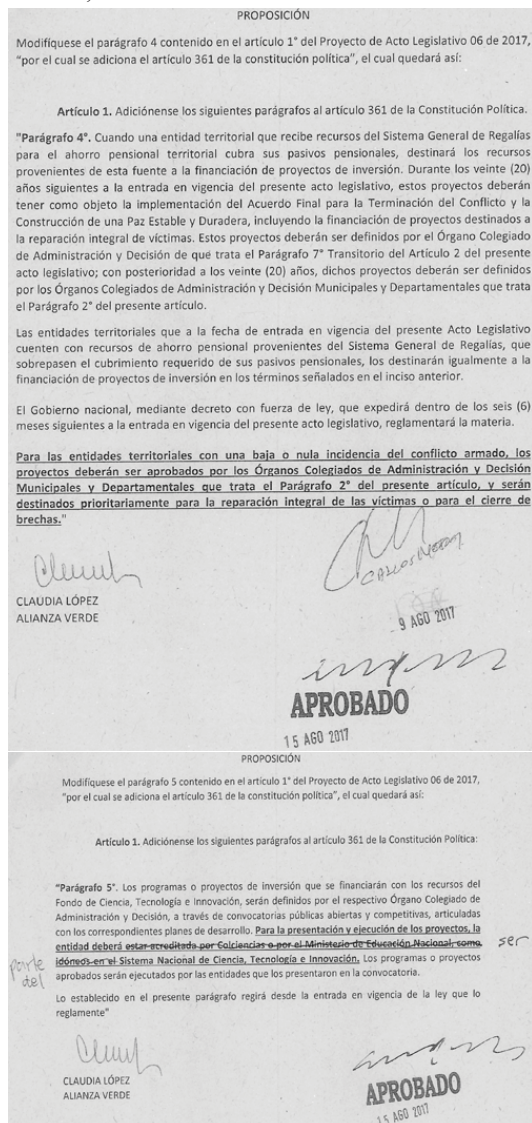 PROPOSICIÓN
Modifíquese el parágrafo 4 contenido en el artículo 1° del Proyecto de Acto Legislativo 06 de 2017,
"por el cual se adiciona el artículo 361 de la constitución política", el cual quedará así:
Artículo 1. Adiciónense los siguientes parágrafos al artículo 361 de la Constitución Política.
"Parágrafo 4°. Cuando una entidad territorial que recibe recursos del Sistema General de Regalías
para el ahorro pensional territorial cubra sus pasivos pensionales, destinará los recursos
provenientes de esta fuente a la financiación de proyectos de inversión. Durante los veinte (20)
años siguientes a la entrada en vigencia del presente acto legislativo, estos proyectos deberán
tener como objeto la implementación del Acuerdo Final para la Terminación del Conflicto y la
Construcción de una Paz Estable y Duradera, incluyendo la financiación de proyectos destinados a
la reparación integral de víctimas. Estos proyectos deberán ser definidos por el Órgano Colegiado
de Administración y Decisión de que trata el Parágrafo 7° Transitorio del Artículo 2 del presente
acto legislativo; con posterioridad a los veinte (20) años, dichos proyectos deberán ser definidos
por los Órganos Colegiados de Administración y Decisión Municipales y Departamentales que trata
el Parágrafo 2° del presente artículo.
Las entidades territoriales que a la fecha de entrada en vigencia del presente Acto Legislativo
cuenten con recursos de ahorro pensional provenientes del Sistema General de Regalías, que
sobrepasen el cubrimiento requerido de sus pasivos pensionales, los destinarán igualmente a la
financiación de proyectos de inversión en los términos señalados en el inciso anterior.
El Gobierno nacional, mediante decreto con fuerza de ley, que expedirá dentro de los seis (6)
meses siguientes a la entrada en vigencia del presente acto legislativo, reglamentará la materia.
Para las entidades territoriales con una baja o nula incidencia del conflicto armado, los
proyectos deberán ser aprobados por los Órganos Colegiados de Administración y Decisión
Municipales y Departamentales que trata el Parágrafo 2° del presente artículo, y serán
destinados prioritariamente para la reparación integral de las víctimas o para el cierre de
brechas."
CLAUDIA LÓPEZ
ALIANZA VERDE
9 AGO 2017
APROBADO
15 AGO 2017
PROPOSICIÓN
Modifíquese el parágrafo 5 contenido en el artículo 1° del Proyecto de Acto Legislativo 06 de 2017,
"por el cual se adiciona el artículo 361 de la constitución política", el cual quedará así:
Artículo 1. Adiciónense los siguientes parágrafos al artículo 361 de la Constitución Política:
"Parágrafo 5°. Los programas o proyectos de inversión que se financiarán con los recursos del
Fondo de Ciencia, Tecnología e Innovación, serán definidos por el respectivo Órgano Colegiado de
Administración y Decisión, a través de convocatorias públicas abiertas y competitivas, articuladas
con los correspondientes planes de desarrollo. Para la presentación y ejecución de los proyectos, la
entidad deberá estar acreditada por Colciencias o por el Ministerio de Educación Nacional, como ser
parte del idóneos en el Sistema Nacional de Ciencia, Tecnología e Innovación. Los programas o proyectos
aprobados serán ejecutados por las entidades que los presentaron en la convocatoria.
Lo establecido en el presente parágrafo regirá desde la entrada en vigencia de la ley que lo
reglamente"
CLAUDIA LÓPEZ
ALIANZA VERDE
APROBADO
15 AGO 2017